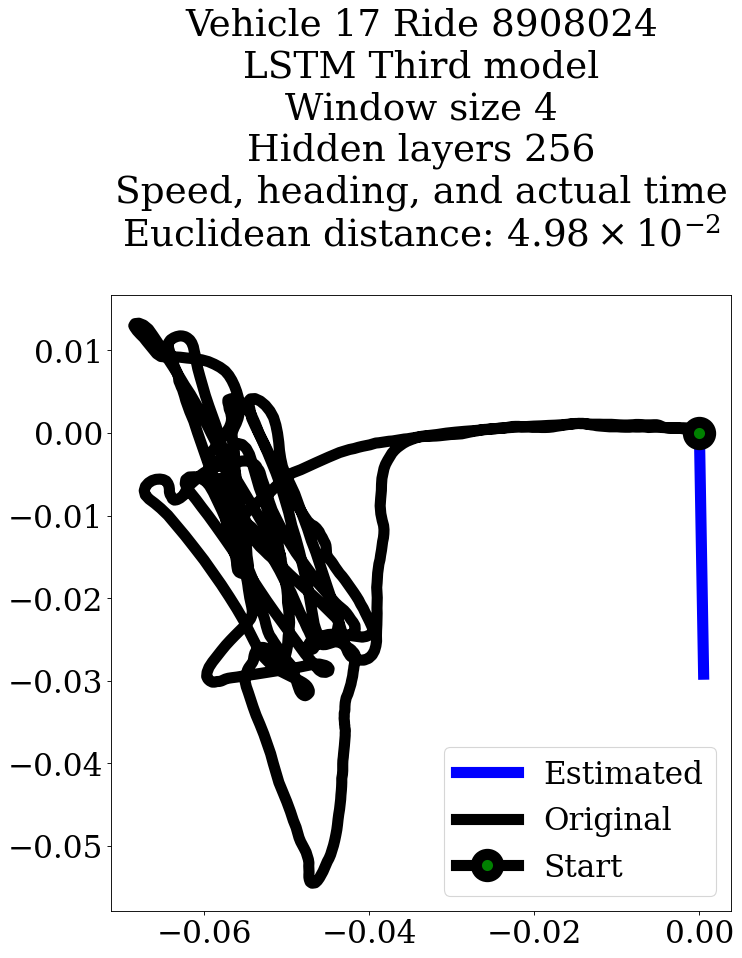 Vehicle 17 Ride 8908024
LSTM Third model
Window size 4
Hidden layers 256
Speed, heading, and actual time
Euclidean distance: 4.98 × 10⁻²
0.01
0.00
−0.01
−0.02
−0.03
−0.04
−0.05
Estimated
Original
Start
−0.06
−0.04
−0.02
0.00